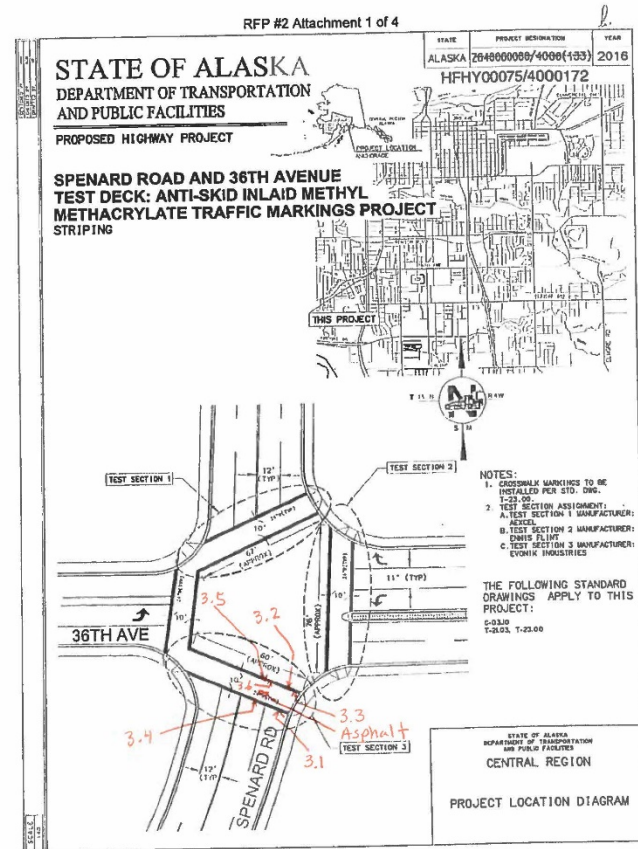 RFP #2 Attachment 1 of 4
STATE
PROJECT DESIGNATION
YEAR
ALASKA
2016
HFHY00075/4000172
STATE OF ALASKA
DEPARTMENT OF TRANSPORTATION
AND PUBLIC FACILITIES
PROPOSED HIGHWAY PROJECT
PROJECT LOCATION
ANCHORAGE
SPENARD ROAD AND 36TH AVENUE
TEST DECK: ANTI-SKID INLAID METHYL
METHACRYLATE TRAFFIC MARKINGS PROJECT
STRIPING
THIS PROJECT
N
TEST SECTION 1
TEST SECTION 2
12'
(TYP)
10'
67'
(APPROX)
10'
76'
(APPROX)
11' (TYP)
36TH AVE
3.5
3.2
60'
(APPROX)
10'
3.6
3.3
Asphalt
3.4
3.1
TEST SECTION 3
12'
(TYP)
SPENARD RD
NOTES:
1. CROSSWALK MARKINGS TO BE
INSTALLED PER STD. DWG.
T-23.00.
2. TEST SECTION ASSIGNMENT:
A. TEST SECTION 1 MANUFACTURER:
AEXCEL
B. TEST SECTION 2 MANUFACTURER:
ENNIS FLINT
C. TEST SECTION 3 MANUFACTURER:
EVONIK INDUSTRIES
THE FOLLOWING STANDARD
DRAWINGS APPLY TO THIS
PROJECT:
T-21.03, T-23.00
STATE OF ALASKA
DEPARTMENT OF TRANSPORTATION
AND PUBLIC FACILITIES
CENTRAL REGION
PROJECT LOCATION DIAGRAM
SCALE